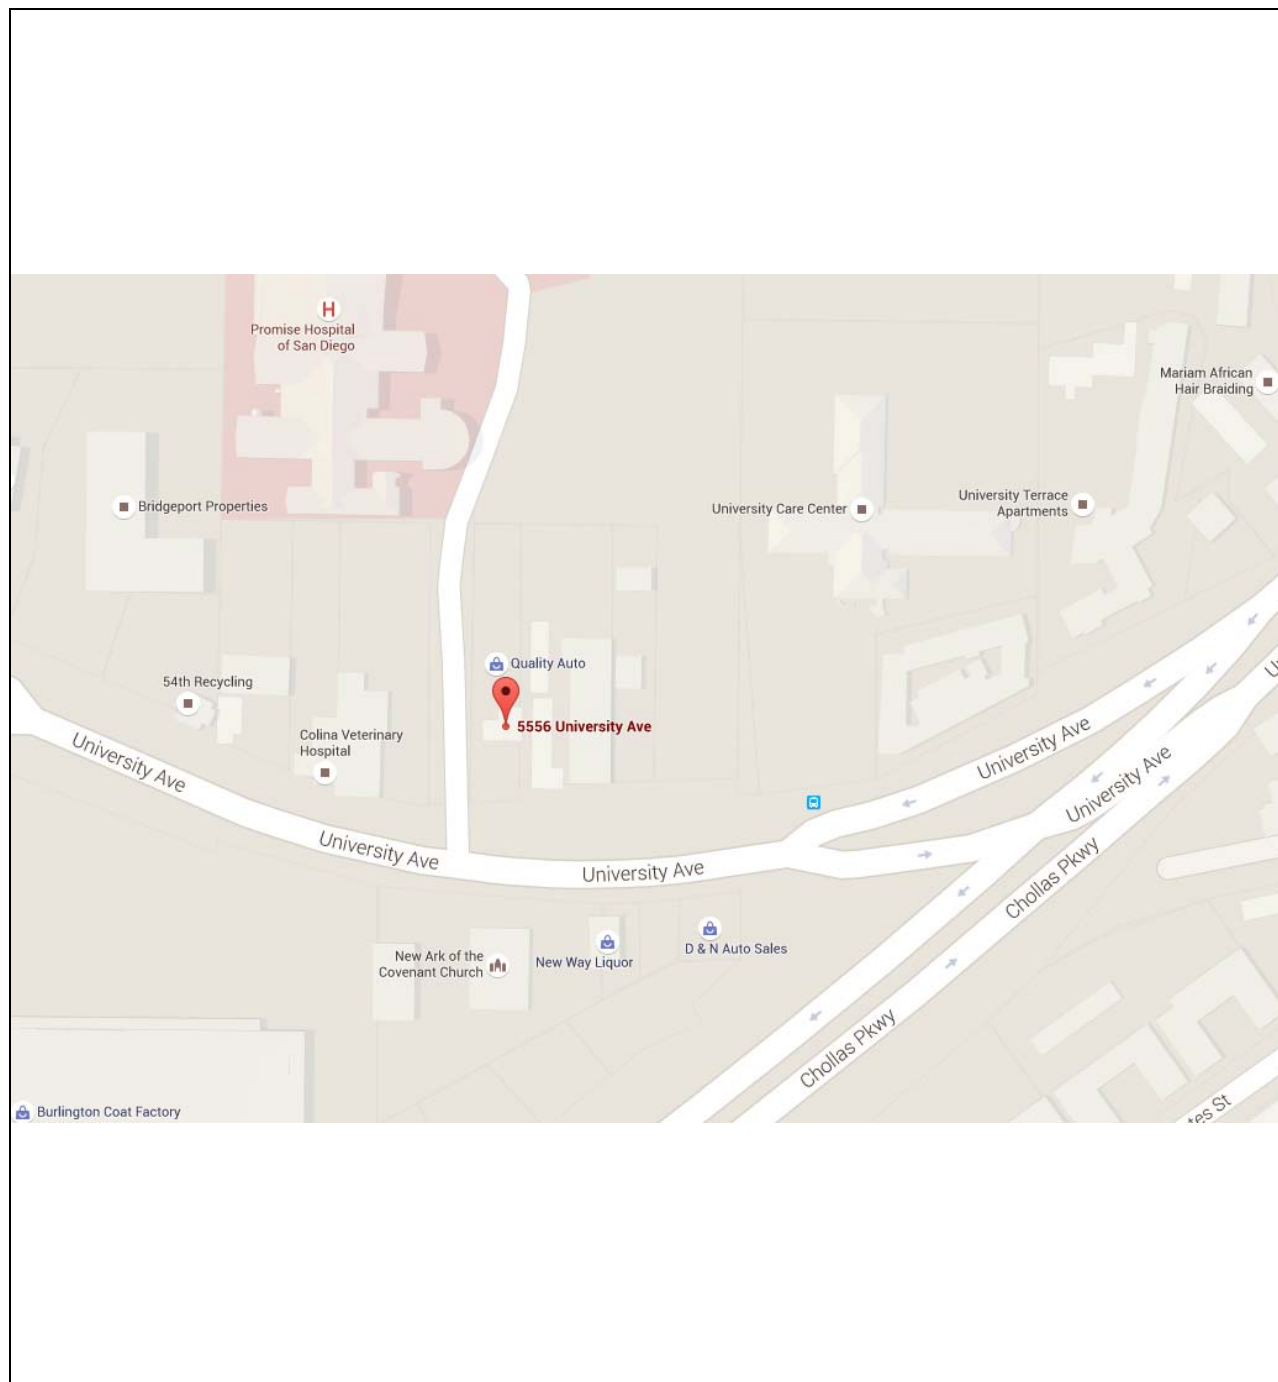 H
Promise Hospital
of San Diego
Mariam African
Hair Braiding
Bridgeport Properties
University Care Center
University Terrace
Apartments
Quality Auto
54th Recycling
5556 University Ave
Colina Veterinary
Hospital
University Ave
University Ave
University Ave
University Ave
University Ave
Chollas Pkwy
New Ark of the
Covenant Church
New Way Liquor
D & N Auto Sales
Chollas Pkwy
Burlington Coat Factory
tes St